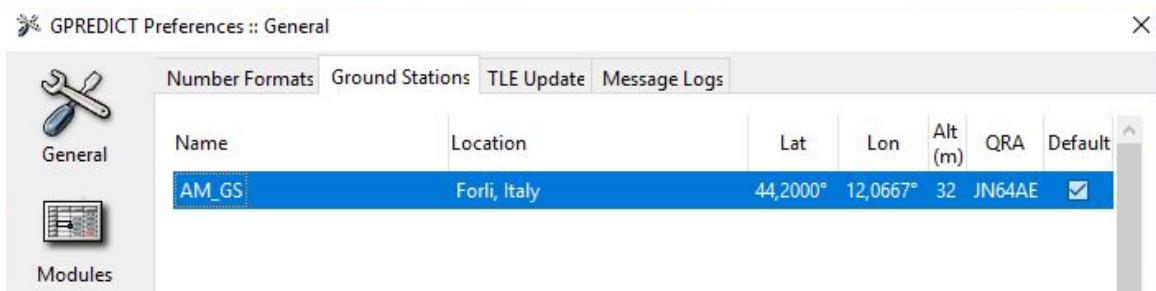 GPREDICT Preferences :: General
Number Formats Ground Stations TLE Update Message Logs
General
Name Location Lat Lon Alt (m) QRA Default
AM_GS Forli, Italy 44,2000° 12,0667° 32 JN64AE
Modules